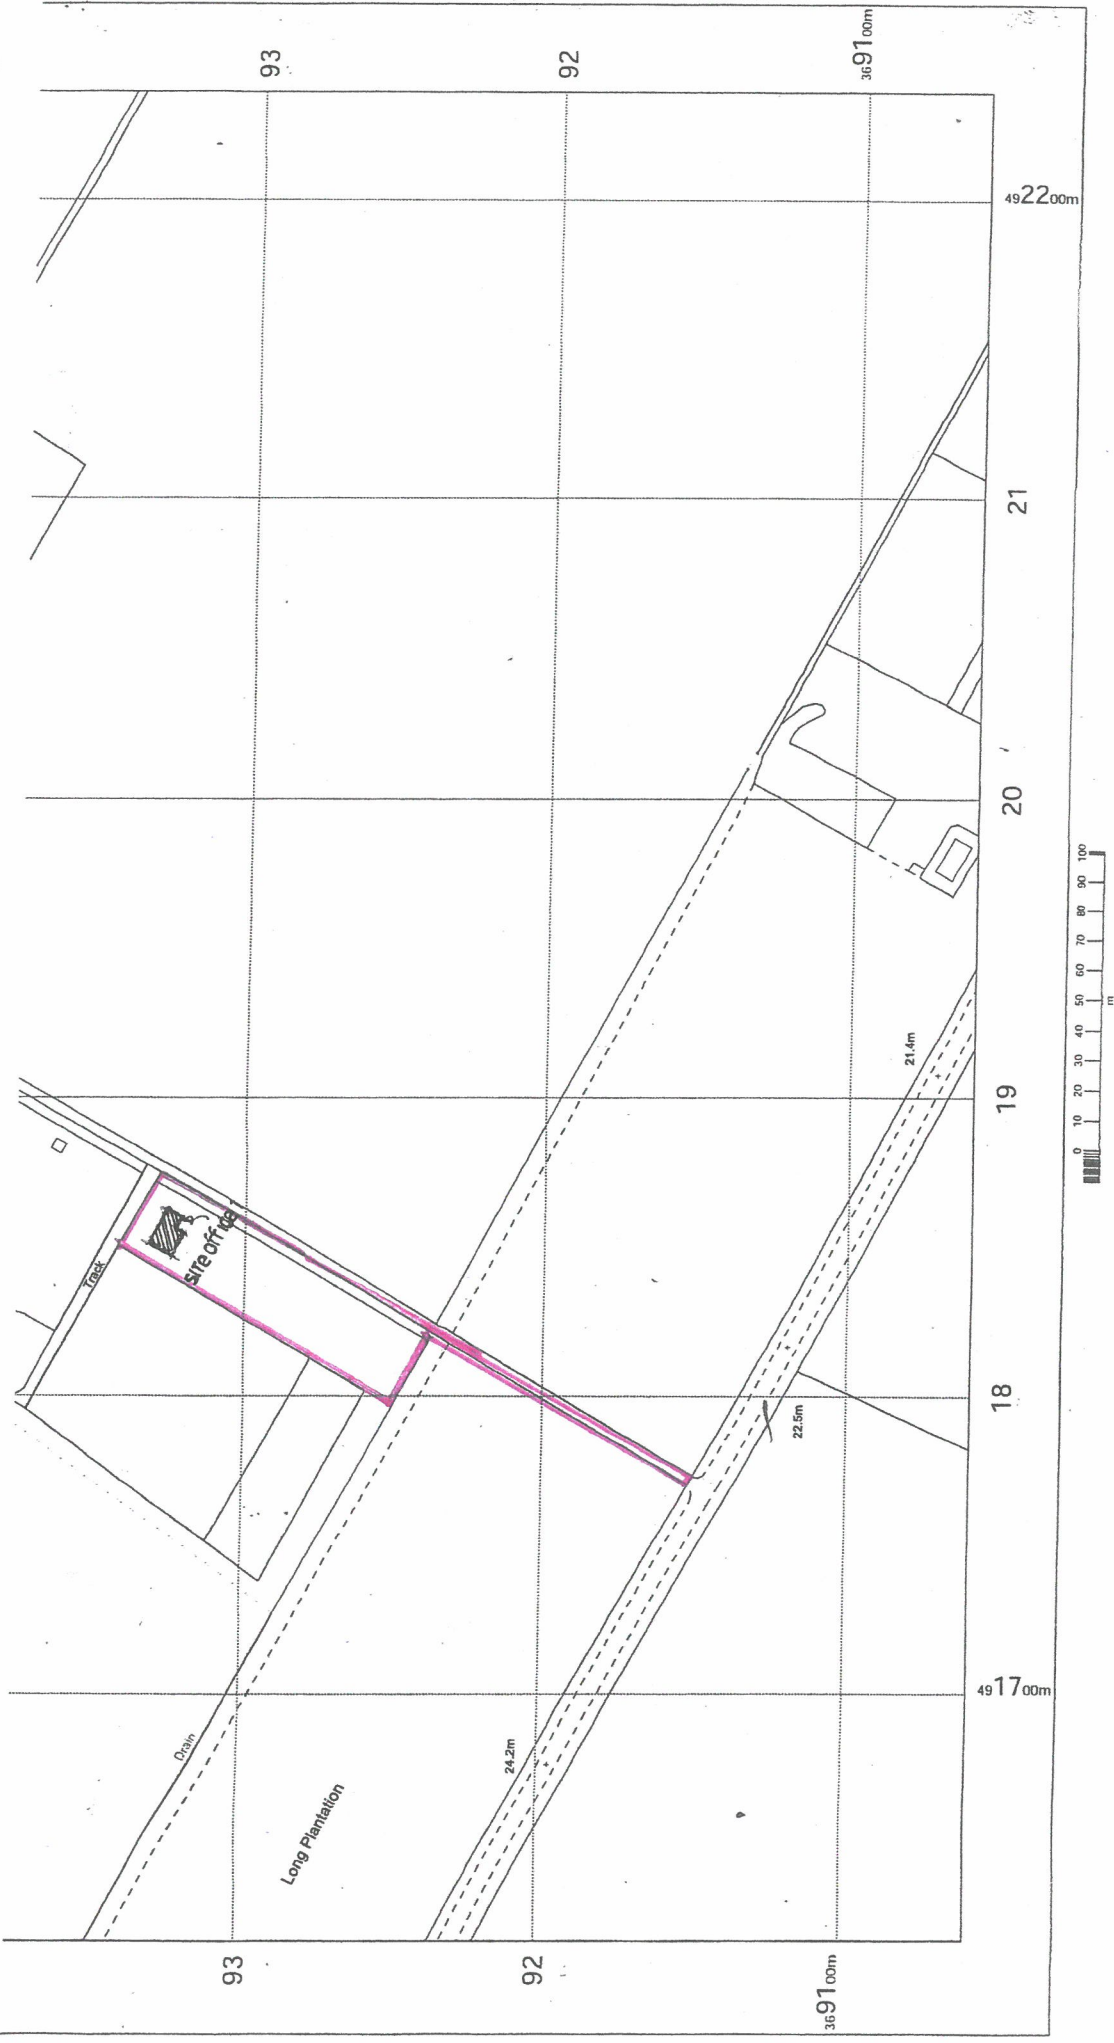 93
92
3691 00m
4922 00m
21
20
19
18
4917 00m
93
92
3691 00m
Track
SITE OFFICE
Drain
Long Plantation
24.2m
22.5m
21.4m
0 10 20 30 40 50 60 70 80 90 100
m